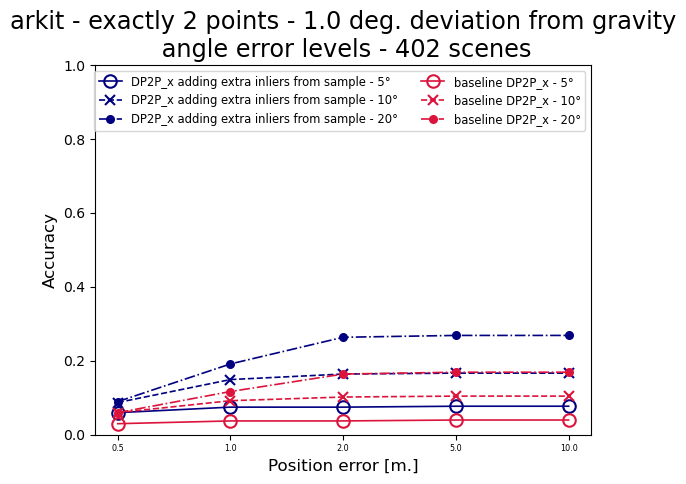 arkit - exactly 2 points - 1.0 deg. deviation from gravity
angle error levels - 402 scenes
DP2P_x adding extra inliers from sample - 5°
DP2P_x adding extra inliers from sample - 10°
DP2P_x adding extra inliers from sample - 20°
baseline DP2P_x - 5°
baseline DP2P_x - 10°
baseline DP2P_x - 20°
Accuracy
1.0
0.8
0.6
0.4
0.2
0.0
0.5 1.0 2.0 5.0 10.0
Position error [m.]